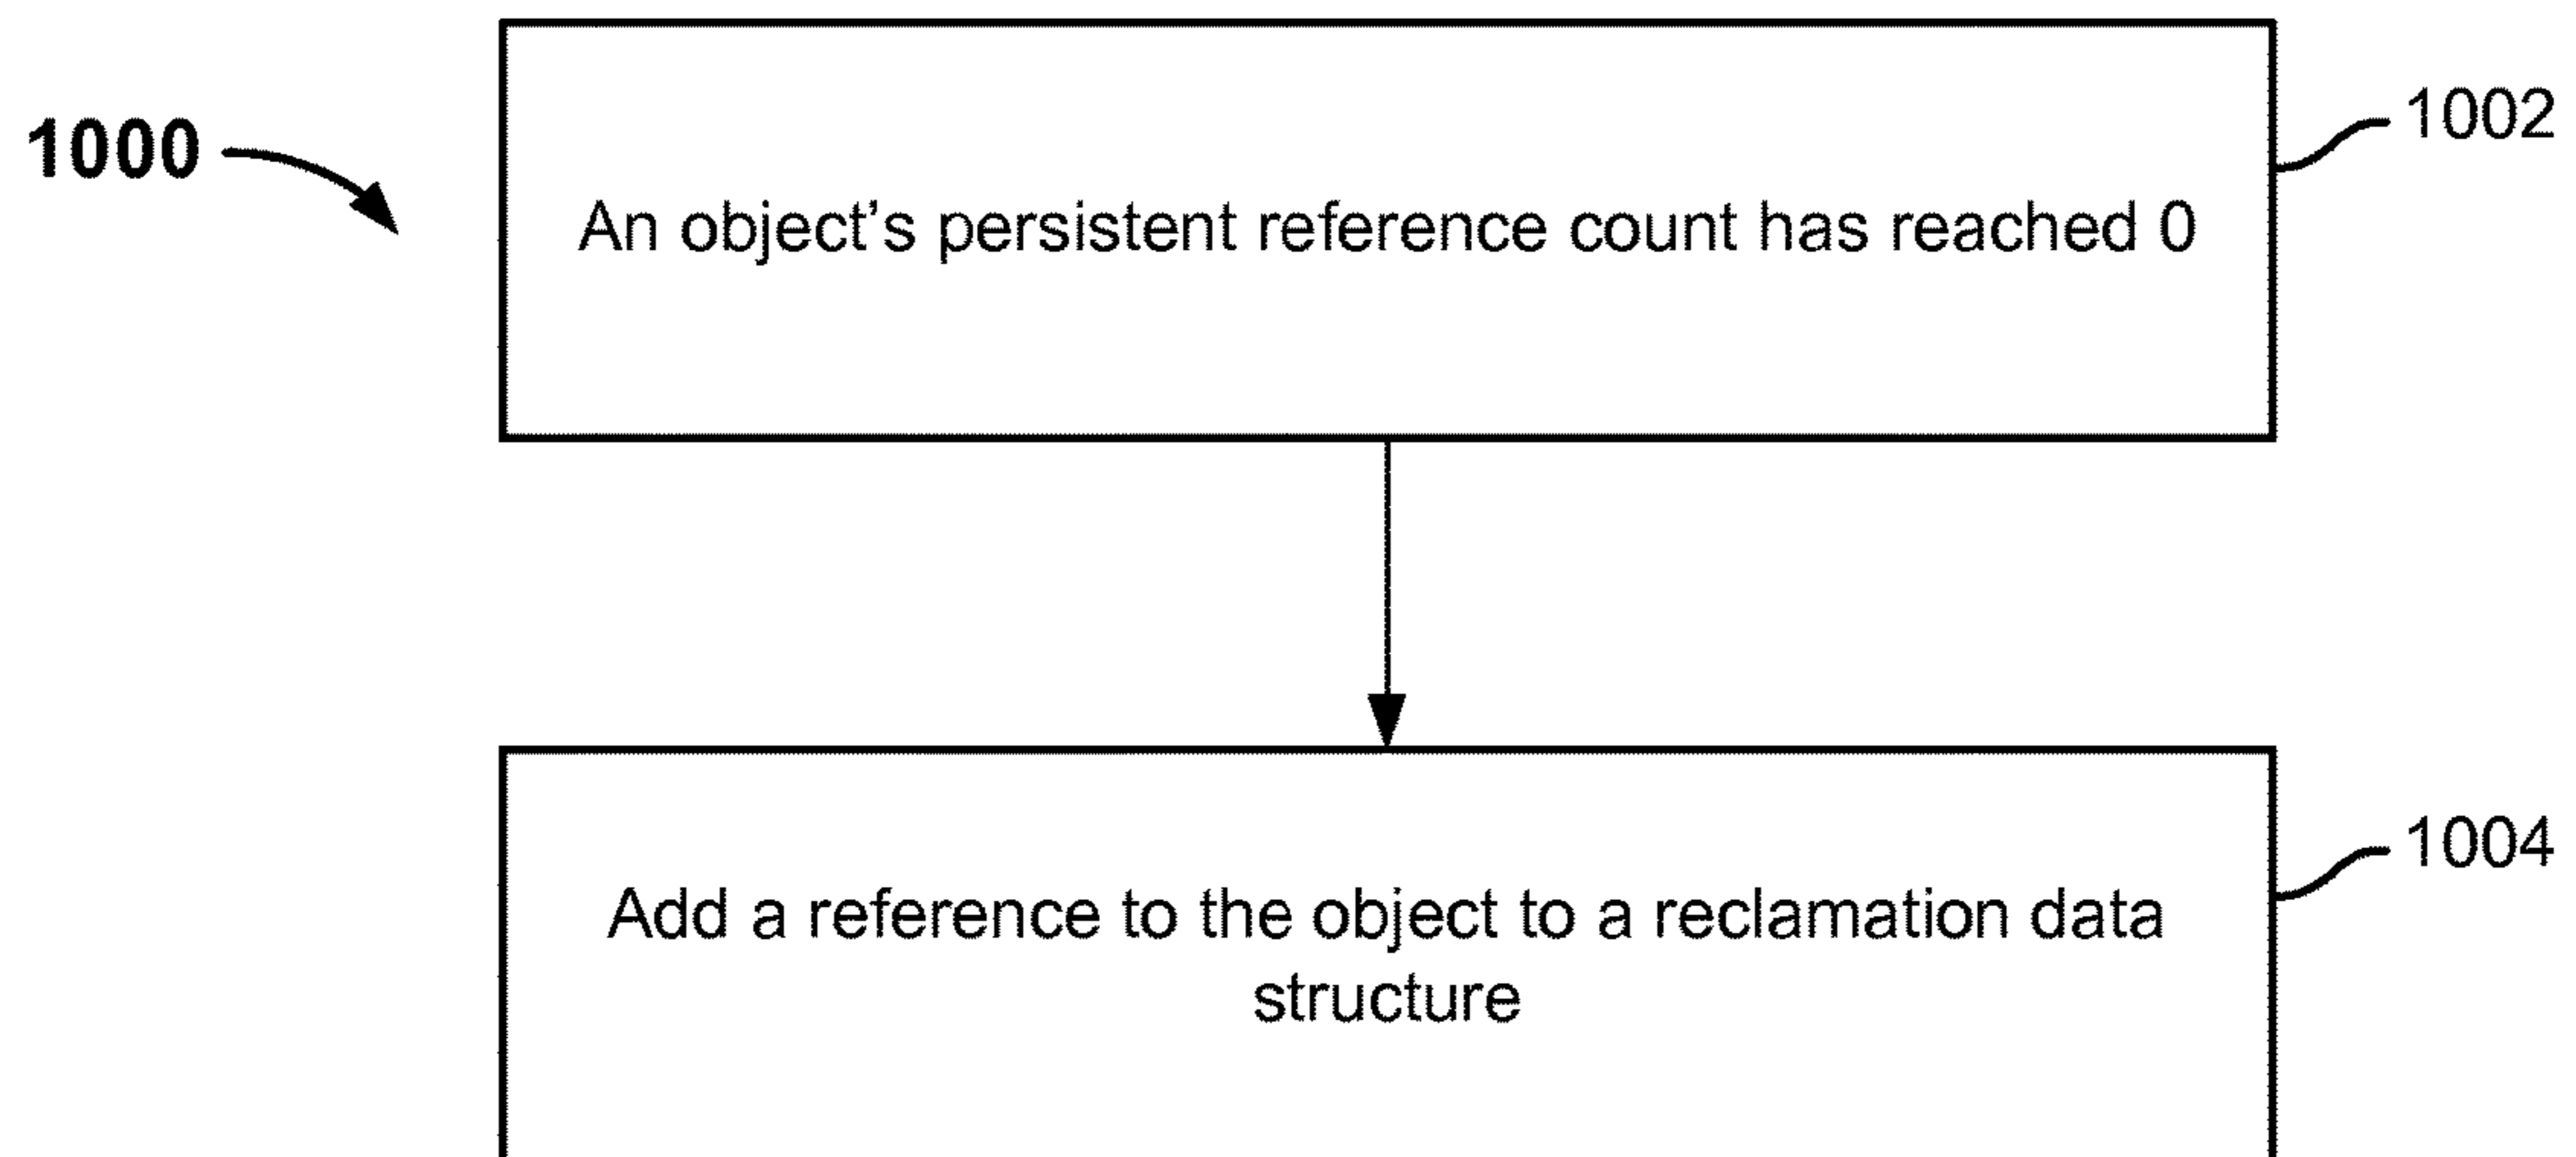 1000
An object’s persistent reference count has reached 0
1002
Add a reference to the object to a reclamation data
structure
1004